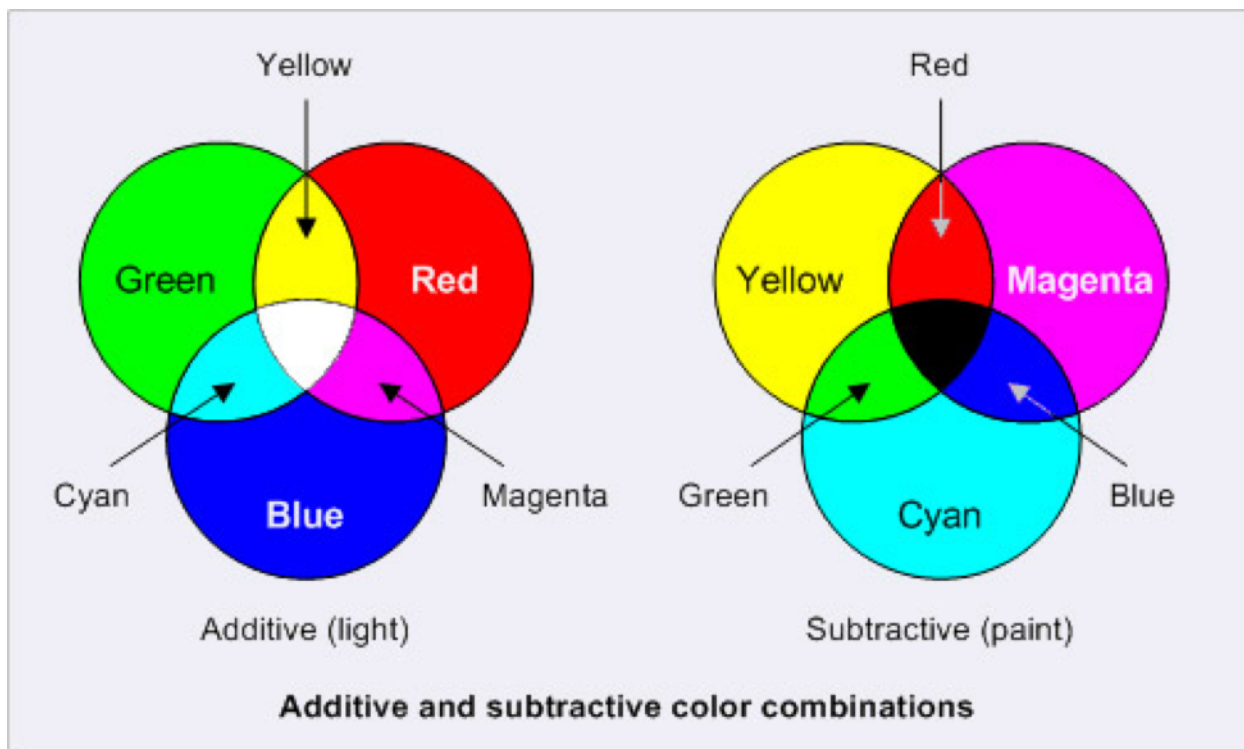 Yellow
Green
Red
Cyan
Blue
Magenta
Additive (light)
Red
Yellow
Magenta
Green
Cyan
Blue
Subtractive (paint)
Additive and subtractive color combinations